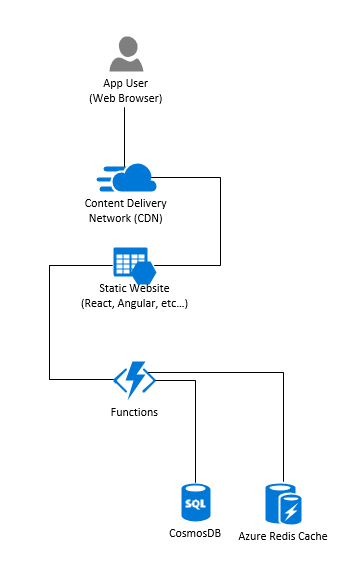 App User
(Web Browser)
Content Delivery
Network (CDN)
Static Website
(React, Angular, etc...)
Functions
SQL
CosmosDB
Azure Redis Cache